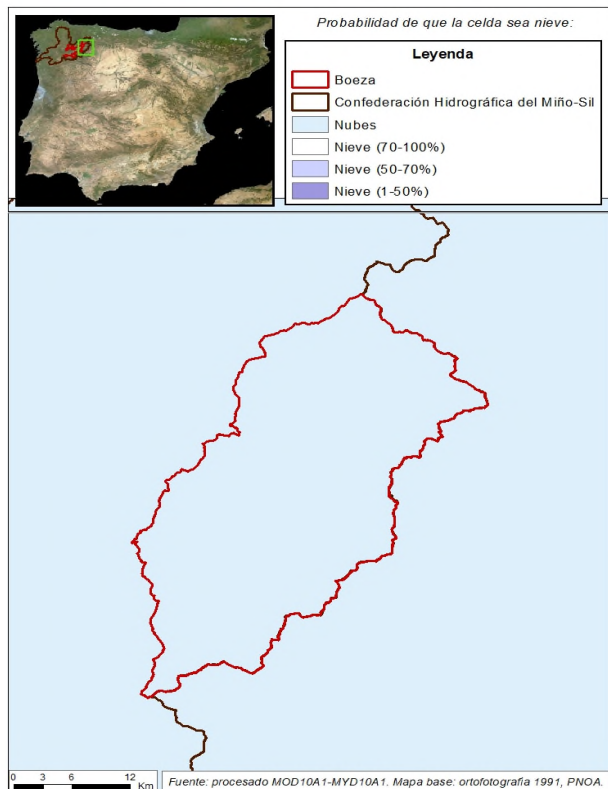 Probabilidad de que la celda sea nieve:
Leyenda
Boeza
Confederación Hidrográfica del Miño-Sil
Nubes
Nieve (70-100%)
Nieve (50-70%)
Nieve (1-50%)
0 3 6 12
Km
Fuente: procesado MOD10A1-MYD10A1. Mapa base: ortofotografía 1991, PNOA.